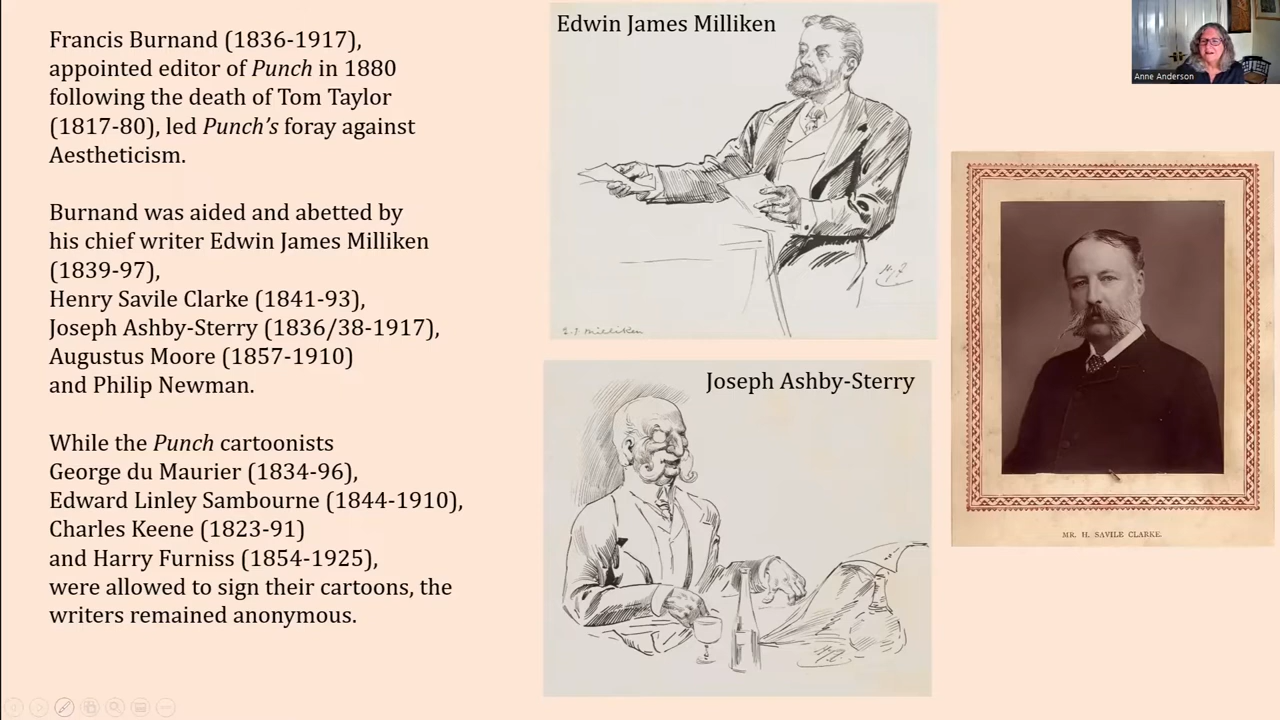 Francis Burnand (1836-1917),
appointed editor of Punch in 1880
following the death of Tom Taylor
(1817-80), led Punch’s foray against
Aestheticism.
Burnand was aided and abetted by
his chief writer Edwin James Milliken
(1839-97),
Henry Savile Clarke (1841-93),
Joseph Ashby-Sterry (1836/38-1917),
Augustus Moore (1857-1910)
and Philip Newman.
While the Punch cartoonists
George du Maurier (1834-96),
Edward Linley Sambourne (1844-1910),
Charles Keene (1823-91)
and Harry Furniss (1854-1925),
were allowed to sign their cartoons, the
writers remained anonymous.
Edwin James Milliken
E.J. Milliken
Joseph Ashby-Sterry
Anne Anderson
MR. H. SAVILE CLARKE.